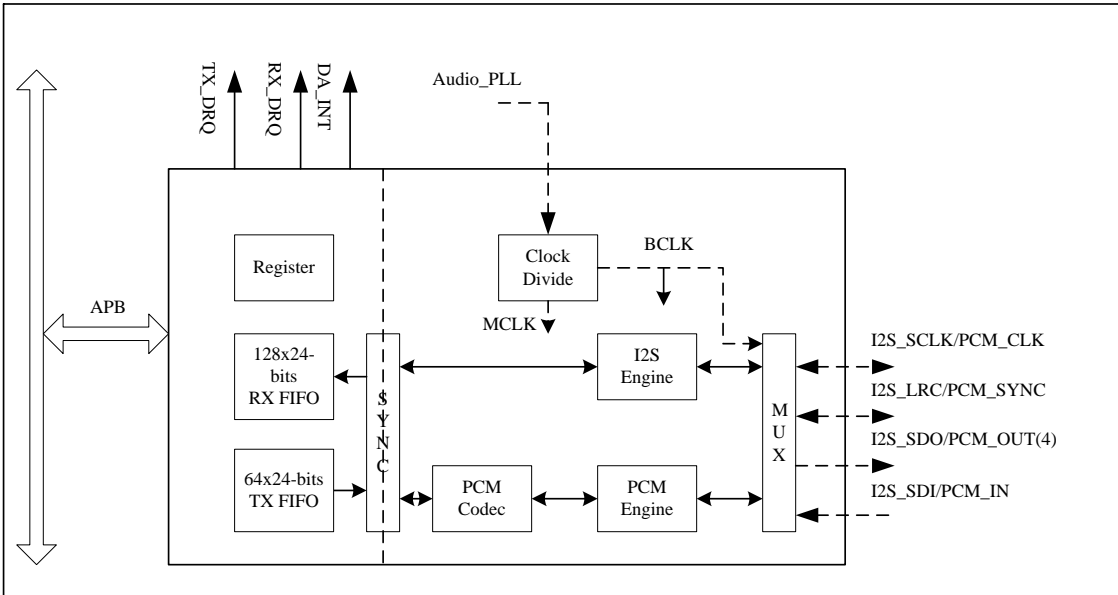 TX_DRQ
RX_DRQ
DA_INT
Audio_PLL
Register
Clock
Divide
BCLK
MCLK
APB
128x24-
bits
RX FIFO
SYNC
I2S
Engine
MUX
64x24-bits
TX FIFO
PCM
Codec
PCM
Engine
I2S_SCLK/PCM_CLK
I2S_LRC/PCM_SYNC
I2S_SDO/PCM_OUT(4)
I2S_SDI/PCM_IN